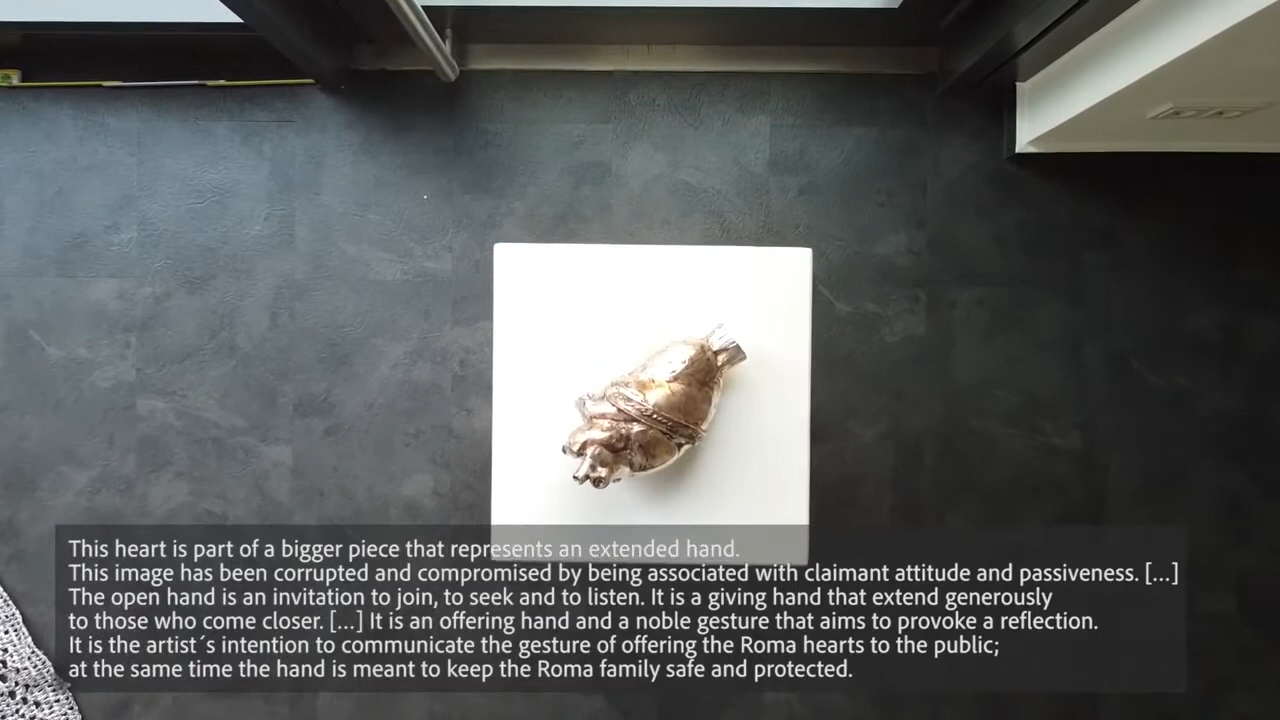 This heart is part of a bigger piece that represents an extended hand.
This image has been corrupted and compromised by being associated with claimant attitude and passiveness. [...]
The open hand is an invitation to join, to seek and to listen. It is a giving hand that extend generously
to those who come closer. [...] It is an offering hand and a noble gesture that aims to provoke a reflection.
It is the artist´s intention to communicate the gesture of offering the Roma hearts to the public;
at the same time the hand is meant to keep the Roma family safe and protected.